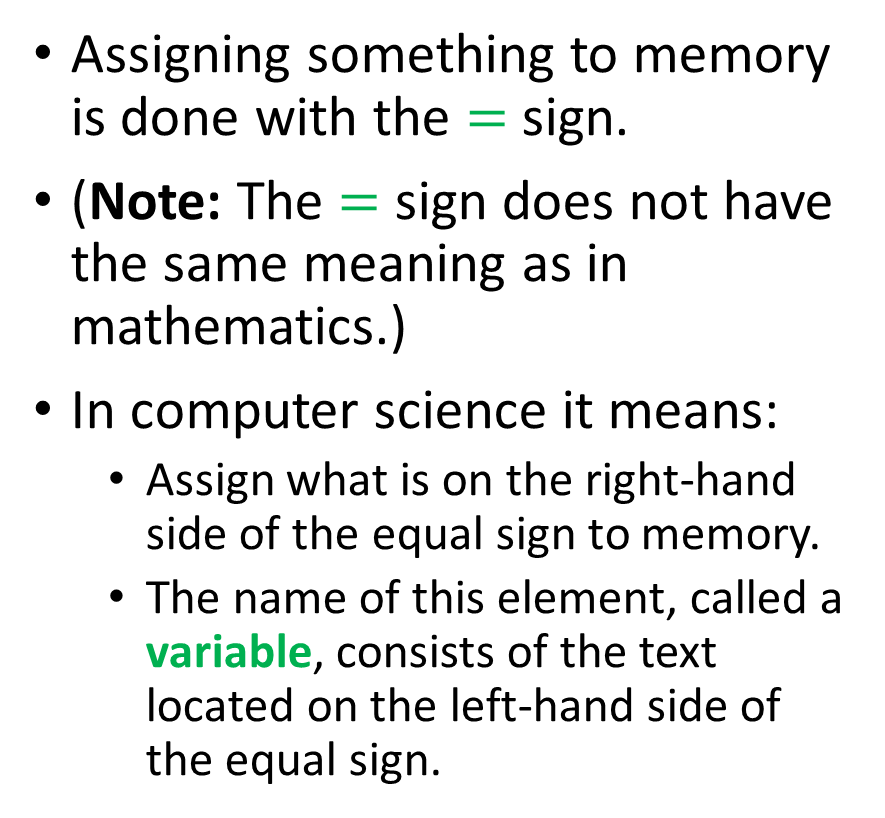 • Assigning something to memory
is done with the = sign.
• (Note: The = sign does not have
the same meaning as in
mathematics.)
• In computer science it means:
• Assign what is on the right-hand
side of the equal sign to memory.
• The name of this element, called a
variable, consists of the text
located on the left-hand side of
the equal sign.